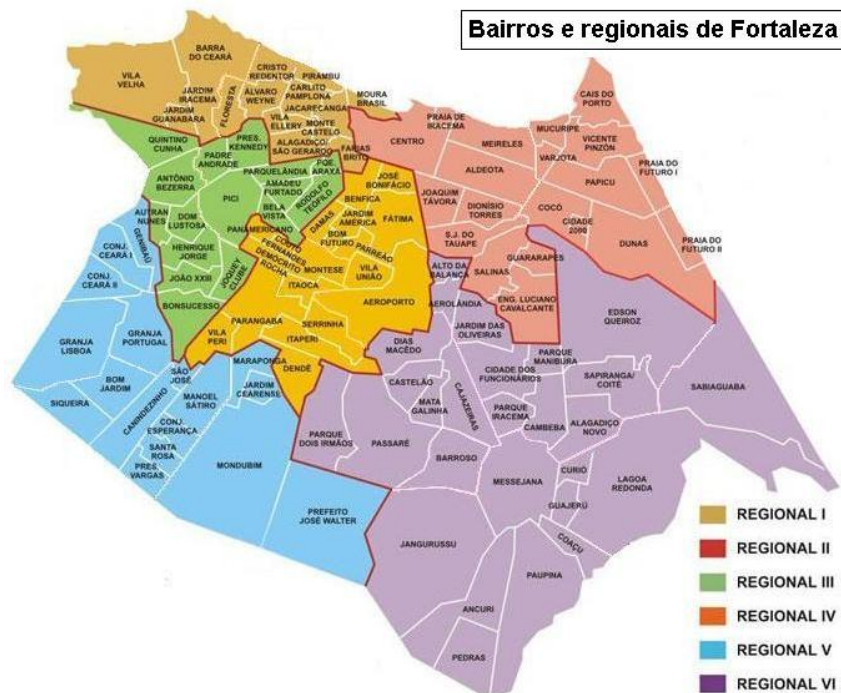 Bairros e regionais de Fortaleza
BARRA
DO CEARÁ
VILA
VELHA
CRISTO
REDENTOR
PIRAMBU
CARLITO
PAMPLONA
MOURA
BRASIL
JARDIM
IRACEMA
FLORESTA
ÁLVARO
WEYNE
JACARECANGA
JARDIM
GUANABARA
VILA
ELLERY
MONTE
CASTELO
ALAGADIÇO/
SÃO GERARDO
FARIAS
BRITO
CAIS DO
PORTO
PRAIA DE
IRACEMA
CENTRO
MEIRELES
MUCURIPE
VICENTE
PINZÓN
VARJOTA
ALDEOTA
PAPICU
PRAIA DO
FUTURO I
JOAQUIM
TÁVORA
DIONÍSIO
TORRES
COCÓ
CIDADE
2000
DUNAS
PRAIA DO
FUTURO II
S.J. DO
TAUAPE
GUARARAPES
SALINAS
ENG. LUCIANO
CAVALCANTE
QUINTINO
CUNHA
PRES.
KENNEDY
PADRE
ANDRADE
PARQUELÂNDIA
PQE.
ARAXÁ
ANTÔNIO
BEZERRA
PICI
AMADEU
FURTADO
RODOLFO
TEÓFILO
BELA
VISTA
AUTRAN
NUNES
DOM
LUSTOSA
PANAMERICANO
HENRIQUE
JORGE
JOÃO XXIII
JOQUEY
CLUBE
BONSUCESSO
JOSÉ
BONIFÁCIO
BENFICA
DAMAS
JARDIM
AMÉRICA
FÁTIMA
BOM
FUTURO
PARREÃO
COUTO
FERNANDES
DEMÓCRITO
ROCHA
MONTESE
VILA
UNIÃO
ITAOCA
AEROPORTO
PARANGABA
SERRINHA
VILA
PERI
ITAPERI
DENDÊ
GENIBAÚ
CONJ.
CEARÁ I
CONJ.
CEARÁ II
GRANJA
LISBOA
GRANJA
PORTUGAL
BOM
JARDIM
SIQUEIRA
SÃO
JOSÉ
CANINDEZINHO
MANOEL
SÁTIRO
MARAPONGA
JARDIM
CEARENSE
CONJ.
ESPERANÇA
SANTA
ROSA
PRES.
VARGAS
MONDUBIM
PREFEITO
JOSÉ WALTER
ALTO DA
BALANÇA
AEROLÂNDIA
EDSON
QUEIROZ
JARDIM DAS
OLIVEIRAS
DIAS
MACÊDO
PARQUE
MANIBURA
CIDADE DOS
FUNCIONÁRIOS
CASTELÃO
SAPIRANGA/
COITÉ
SABIAGUABA
MATA
GALINHA
CAJAZEIRAS
PARQUE
IRACEMA
CAMBEBA
ALAGADIÇO
NOVO
PARQUE
DOIS IRMÃOS
PASSARÉ
BARROSO
MESSEJANA
CURIÓ
LAGOA
REDONDA
GUAJERÚ
COAÇU
JANGURUSSU
PAUPINA
ANCURI
PEDRAS
REGIONAL I
REGIONAL II
REGIONAL III
REGIONAL IV
REGIONAL V
REGIONAL VI